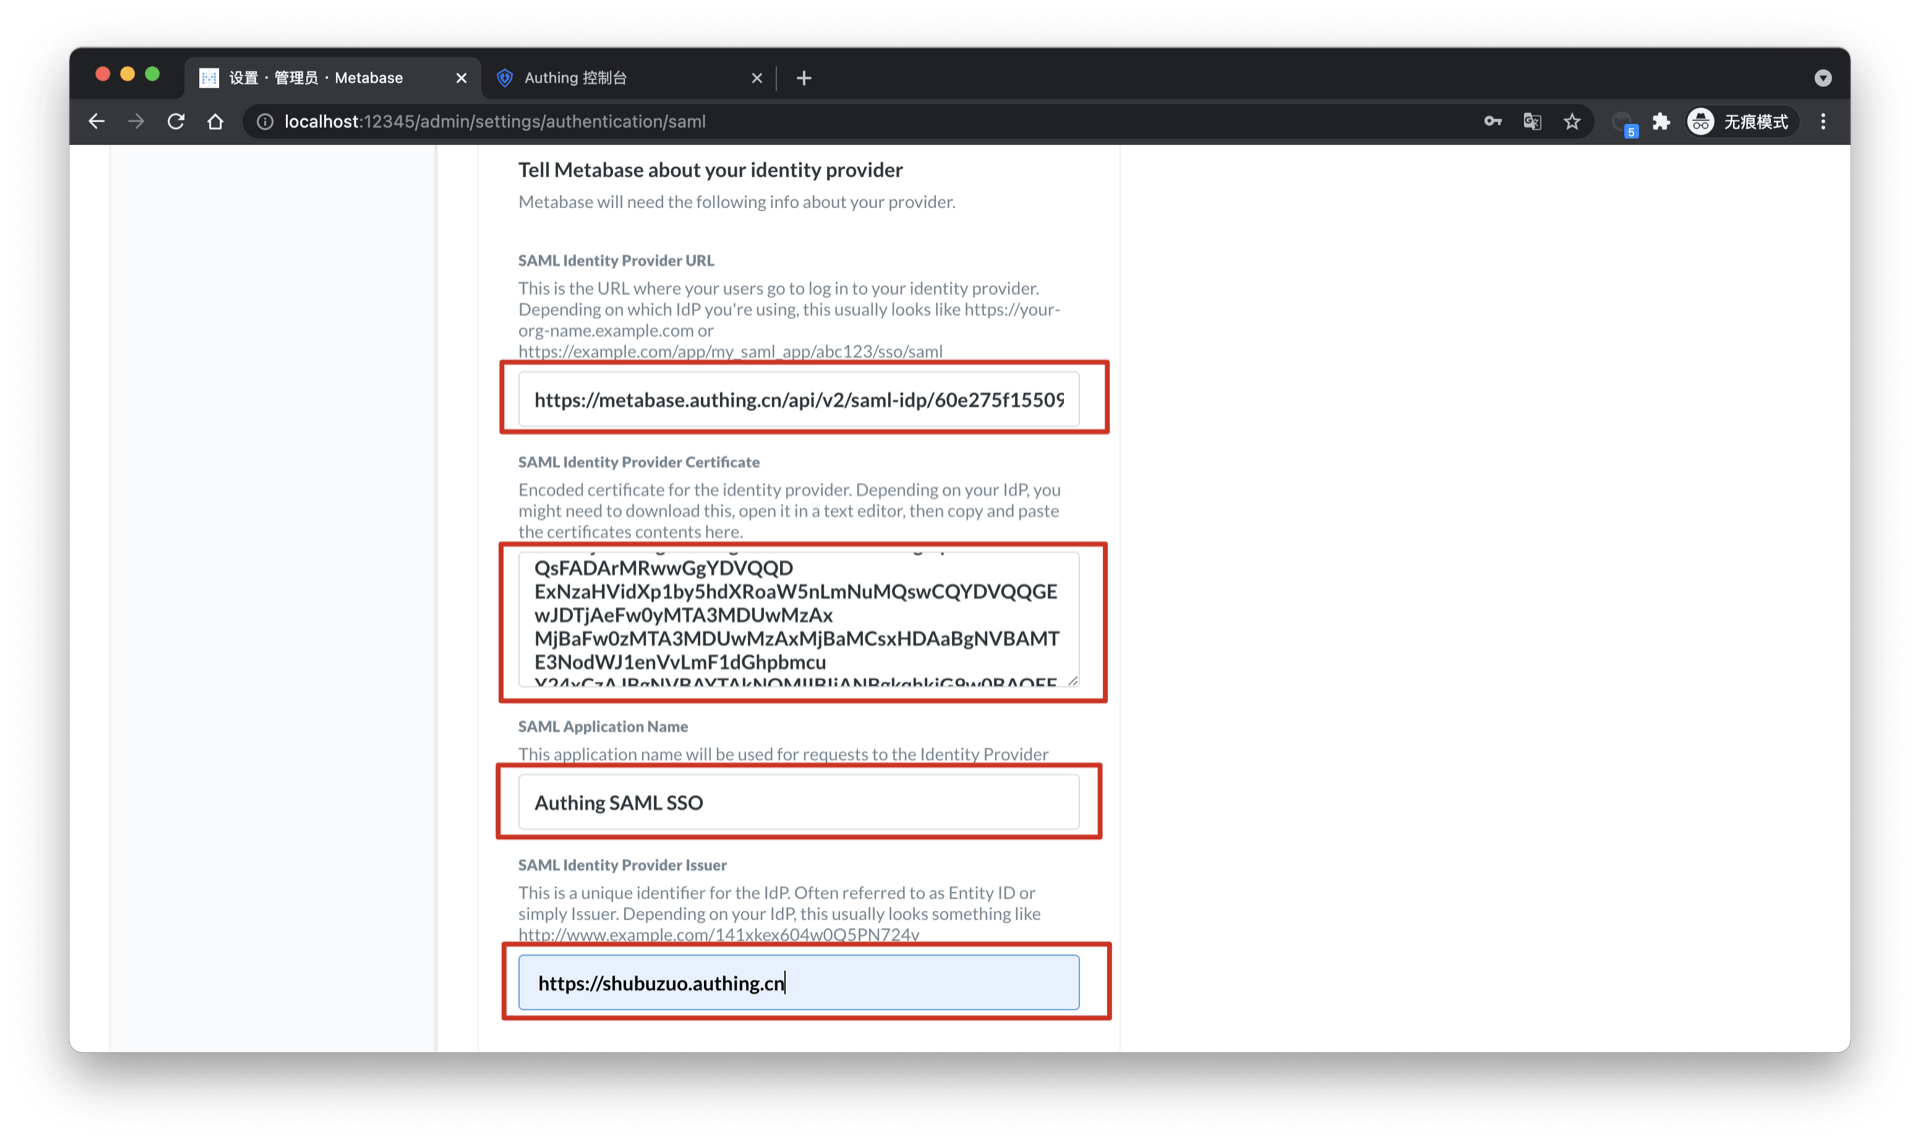 设置 · 管理员 · Metabase
Authing 控制台
localhost:12345/admin/settings/authentication/saml
5
无痕模式
Tell Metabase about your identity provider
Metabase will need the following info about your provider.
SAML Identity Provider URL
This is the URL where your users go to log in to your identity provider.
Depending on which IdP you're using, this usually looks like https://your-
org-name.example.com or
https://example.com/app/my_saml_app/abc123/sso/saml
https://metabase.authing.cn/api/v2/saml-idp/60e275f15509
SAML Identity Provider Certificate
Encoded certificate for the identity provider. Depending on your IdP, you
might need to download this, open it in a text editor, then copy and paste
the certificates contents here.
QsFADArMRwwGgYDVQQD
ExNzaHVidXp1by5hdXRoaW5nLmNuMQswCQYDVQQGE
wJDTjAeFw0yMTA3MDUwMzAx
MjBaFw0zMTA3MDUwMzAxMjBaMCsxHDAaBgNVBAMT
E3NodWJ1enVvLmF1dGhpbmcu
Y24xCzAJBgNVBAYTAkNOMIIBIjANBgkqhkiG9w0BAQEF
SAML Application Name
This application name will be used for requests to the Identity Provider
Authing SAML SSO
SAML Identity Provider Issuer
This is a unique identifier for the IdP. Often referred to as Entity ID or
simply Issuer. Depending on your IdP, this usually looks something like
http://www.example.com/141xkex604w0Q5PN724v
https://shubuzuo.authing.cn